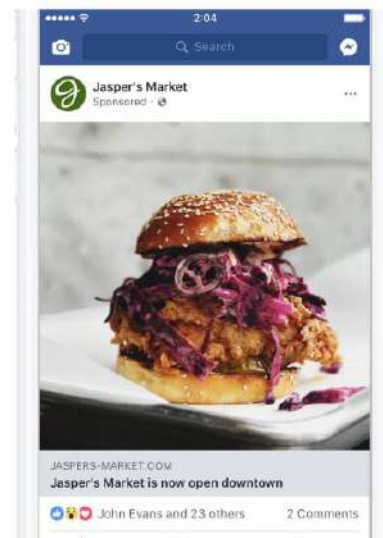 2:04
Search
Jasper's Market
Sponsored ·
JASPERS-MARKET.COM
Jasper's Market is now open downtown
John Evans and 23 others 2 Comments